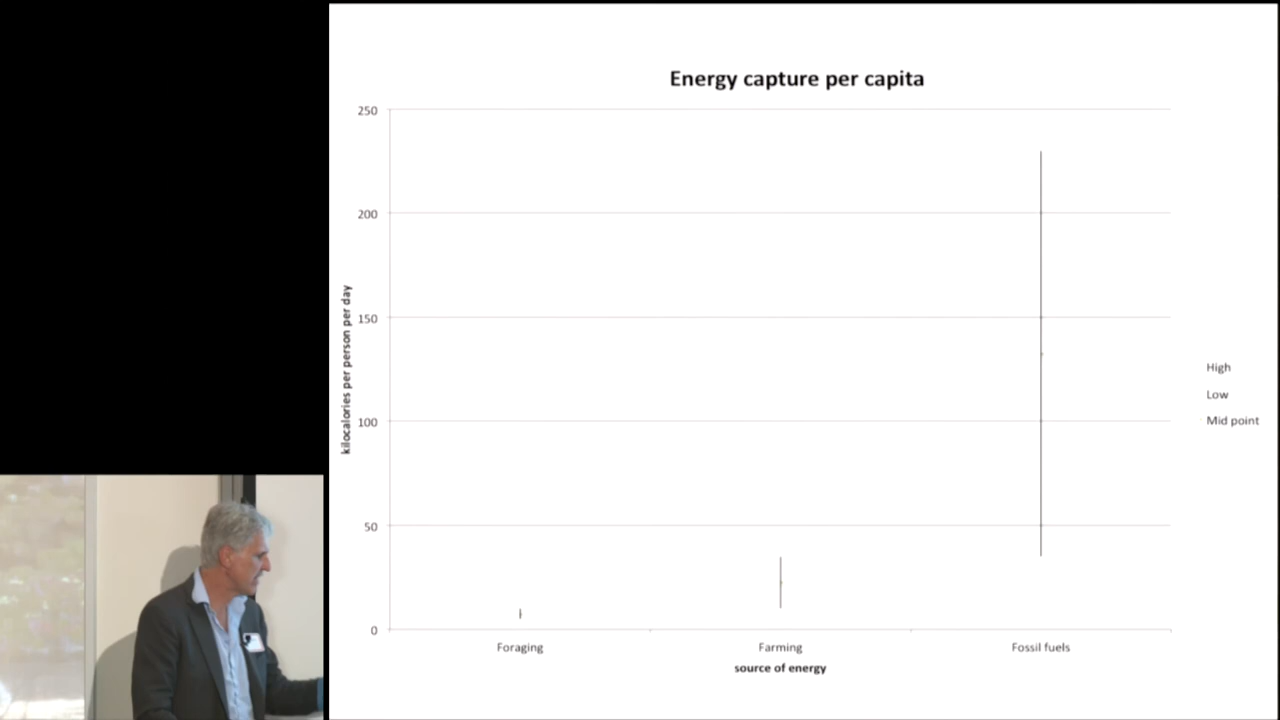 Energy capture per capita
250
200
150
100
50
0
kilocalories per person per day
Foraging
Farming
Fossil fuels
source of energy
High
Low
Mid point